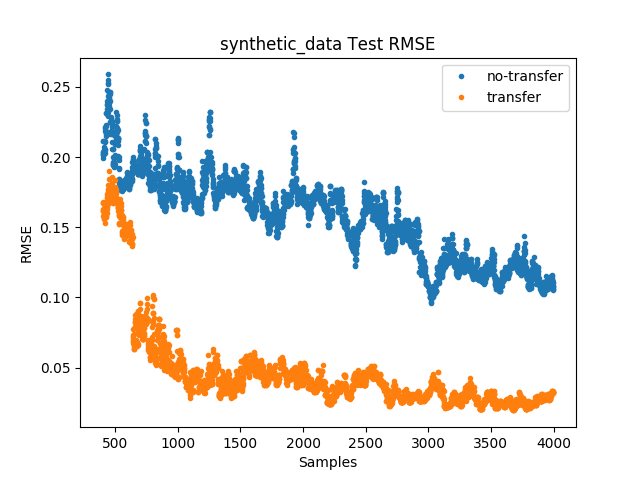 synthetic_data Test RMSE
no-transfer
transfer
RMSE
0.25
0.20
0.15
0.10
0.05
500 1000 1500 2000 2500 3000 3500 4000
Samples